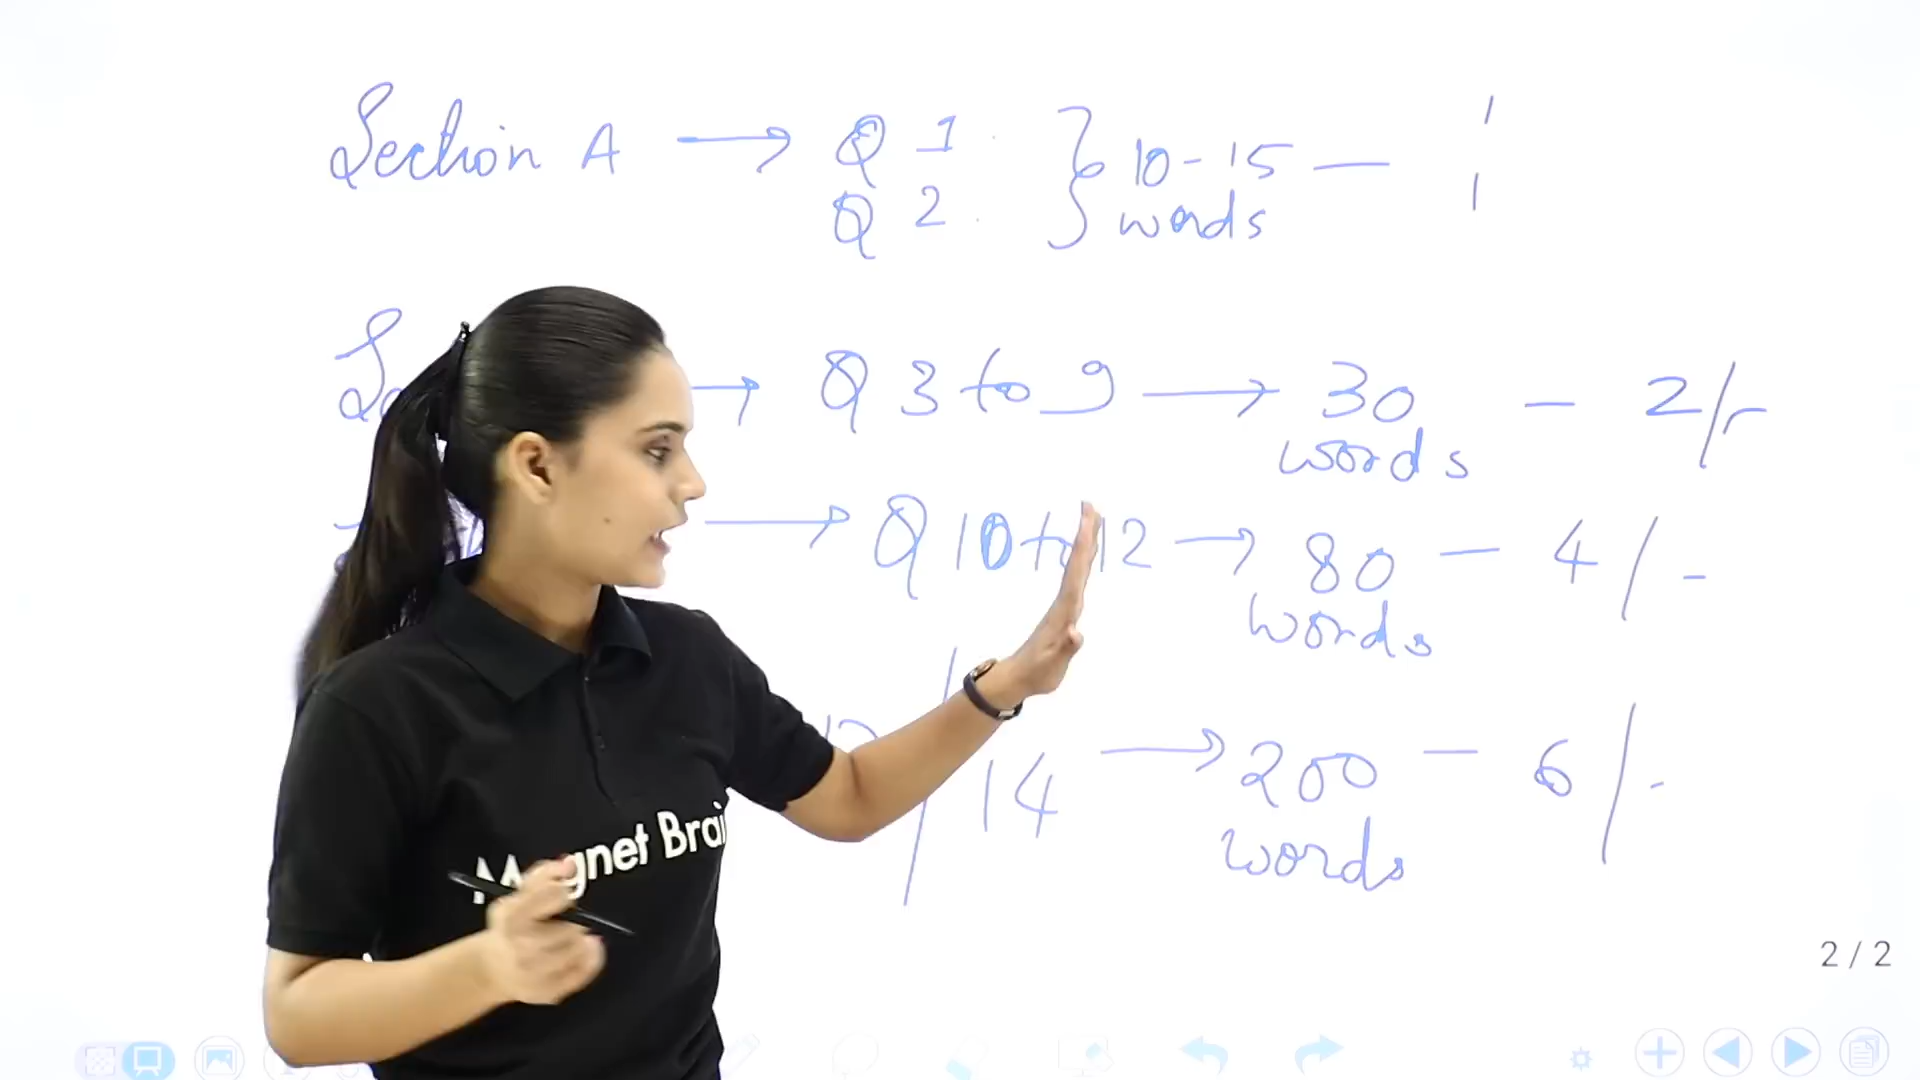 Section A → Q 1 } 10-15 — 1
Q 2 } words 1
Q 3 to 9 → 30 — 2/-
words
Q 10 to 12 → 80 — 4/-
words
14 → 200 — 6/-
words
Magnet Brai
2 / 2